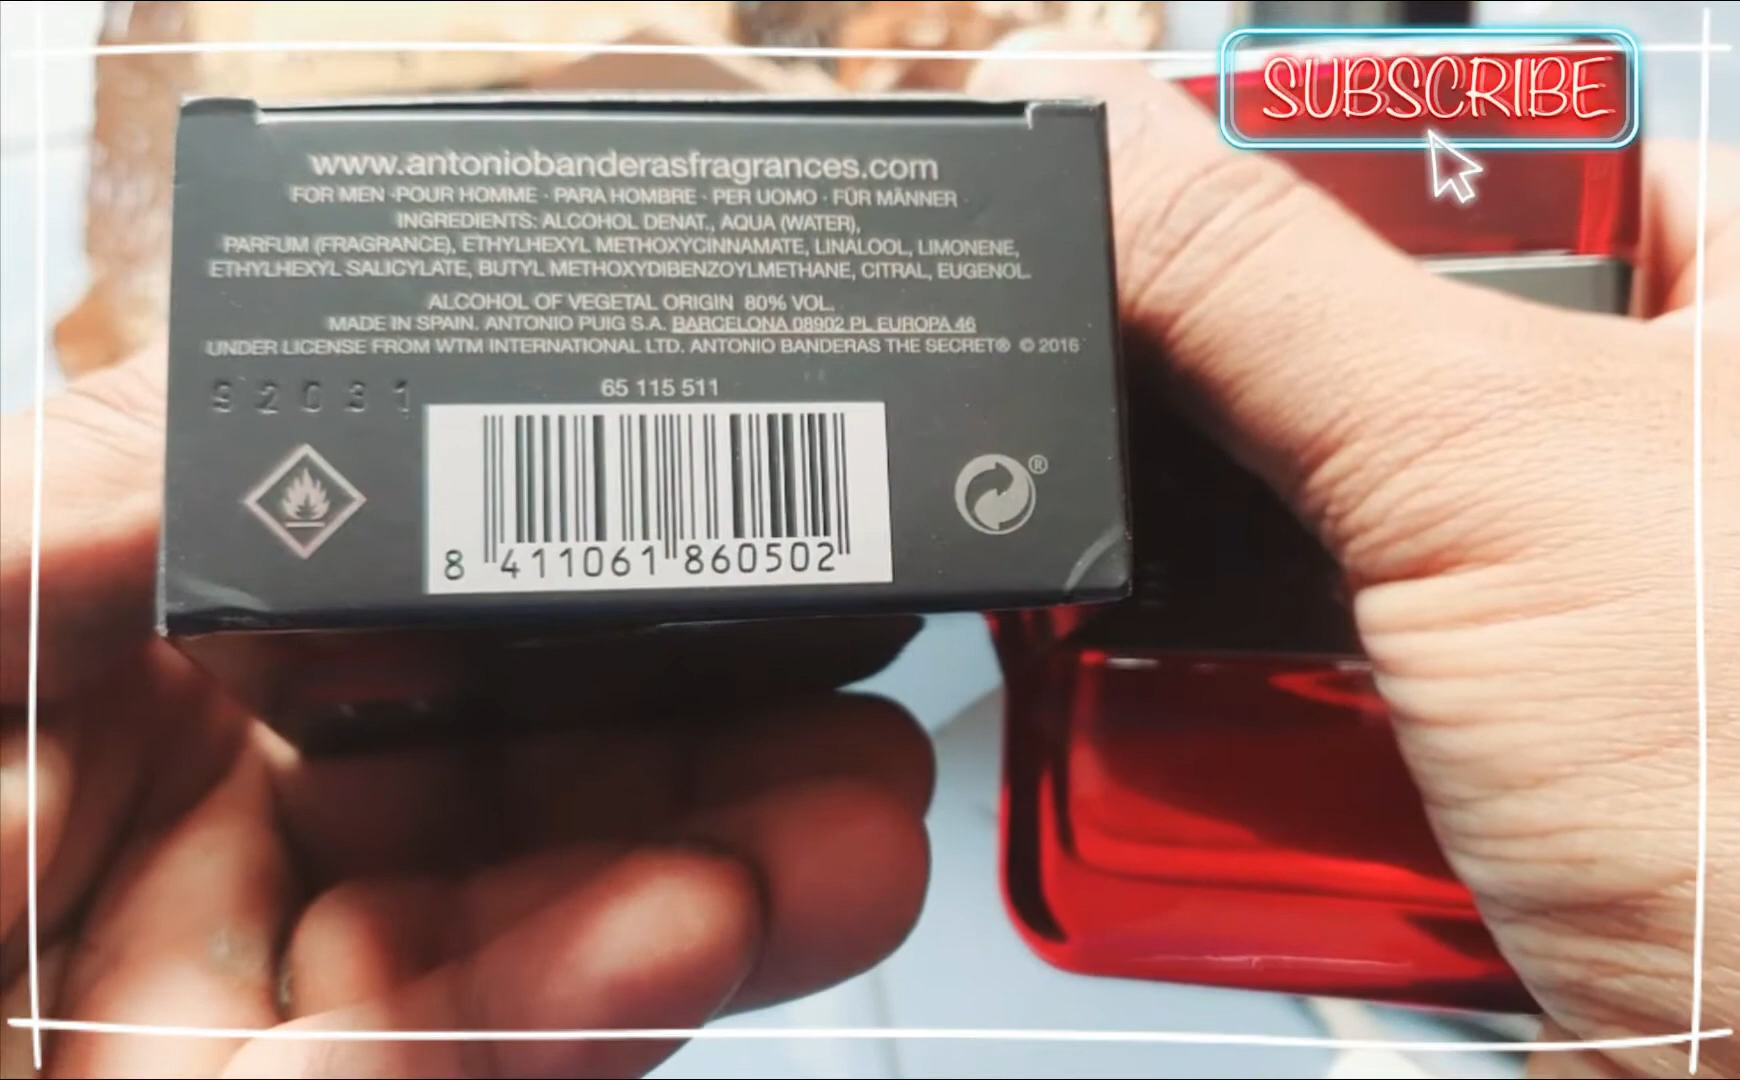 SUBSCRIBE
www.antoniobanderasfragrances.com
FOR MEN · POUR HOMME · PARA HOMBRE · PER UOMO · FÜR MÄNNER
INGREDIENTS: ALCOHOL DENAT., AQUA (WATER),
PARFUM (FRAGRANCE), ETHYLHEXYL METHOXYCINNAMATE, LINALOOL, LIMONENE,
ETHYLHEXYL SALICYLATE, BUTYL METHOXYDIBENZOYLMETHANE, CITRAL, EUGENOL.
ALCOHOL OF VEGETAL ORIGIN 80% VOL.
MADE IN SPAIN. ANTONIO PUIG S.A. BARCELONA 08902 PL EUROPA 46
UNDER LICENSE FROM WTM INTERNATIONAL LTD. ANTONIO BANDERAS THE SECRET® © 2016
92031
65 115 511
8 411061 860502
®